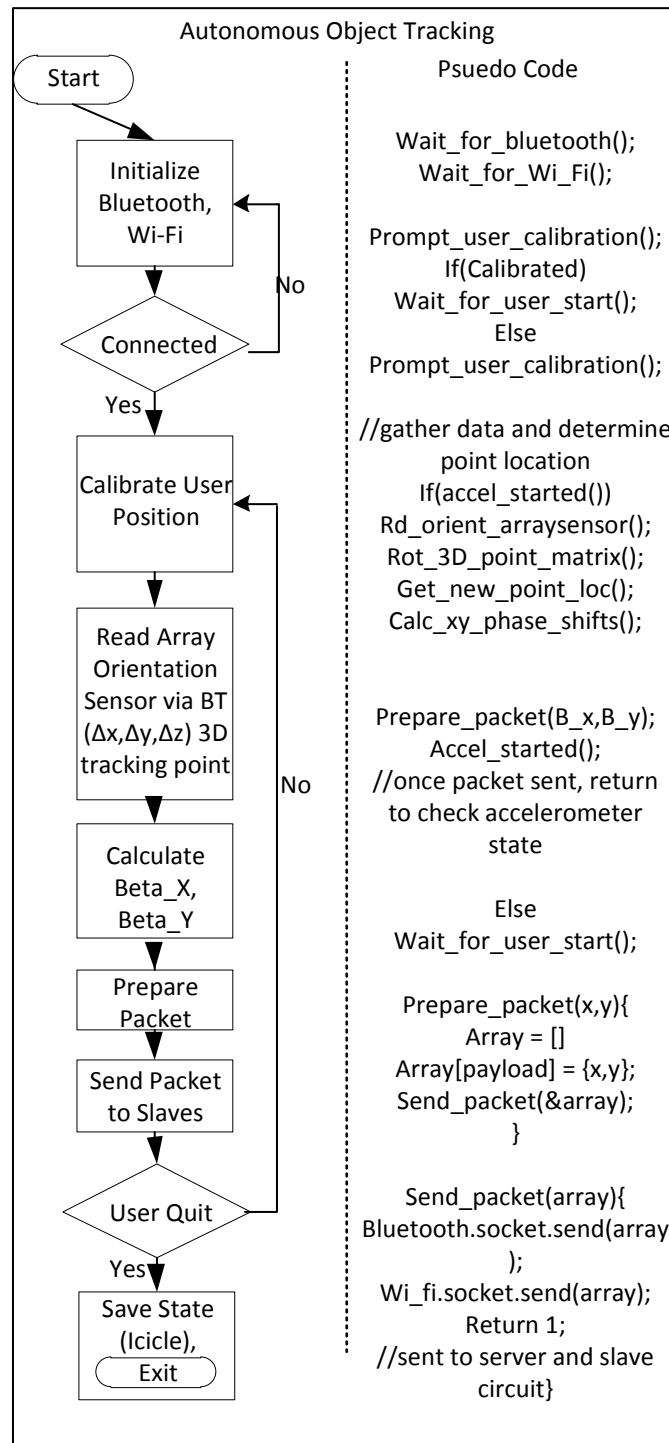 Autonomous Object Tracking
Start
Initialize
Bluetooth,
Wi-Fi
No
Connected
Yes
Calibrate User
Position
Read Array
Orientation
Sensor via BT
(Δx,Δy,Δz) 3D
tracking point
No
Calculate
Beta_X,
Beta_Y
Prepare
Packet
Send Packet
to Slaves
User Quit
Yes
Save State
(Icicle),
Exit
Psuedo Code
Wait_for_bluetooth();
Wait_for_Wi_Fi();
Prompt_user_calibration();
If(Calibrated)
Wait_for_user_start();
Else
Prompt_user_calibration();
//gather data and determine
point location
If(accel_started())
Rd_orient_arraysensor();
Rot_3D_point_matrix();
Get_new_point_loc();
Calc_xy_phase_shifts();
Prepare_packet(B_x,B_y);
Accel_started();
//once packet sent, return
to check accelerometer
state
Else
Wait_for_user_start();
Prepare_packet(x,y){
Array = []
Array[payload] = {x,y};
Send_packet(&array);
}
Send_packet(array){
Bluetooth.socket.send(array
);
Wi_fi.socket.send(array);
Return 1;
//sent to server and slave
circuit}